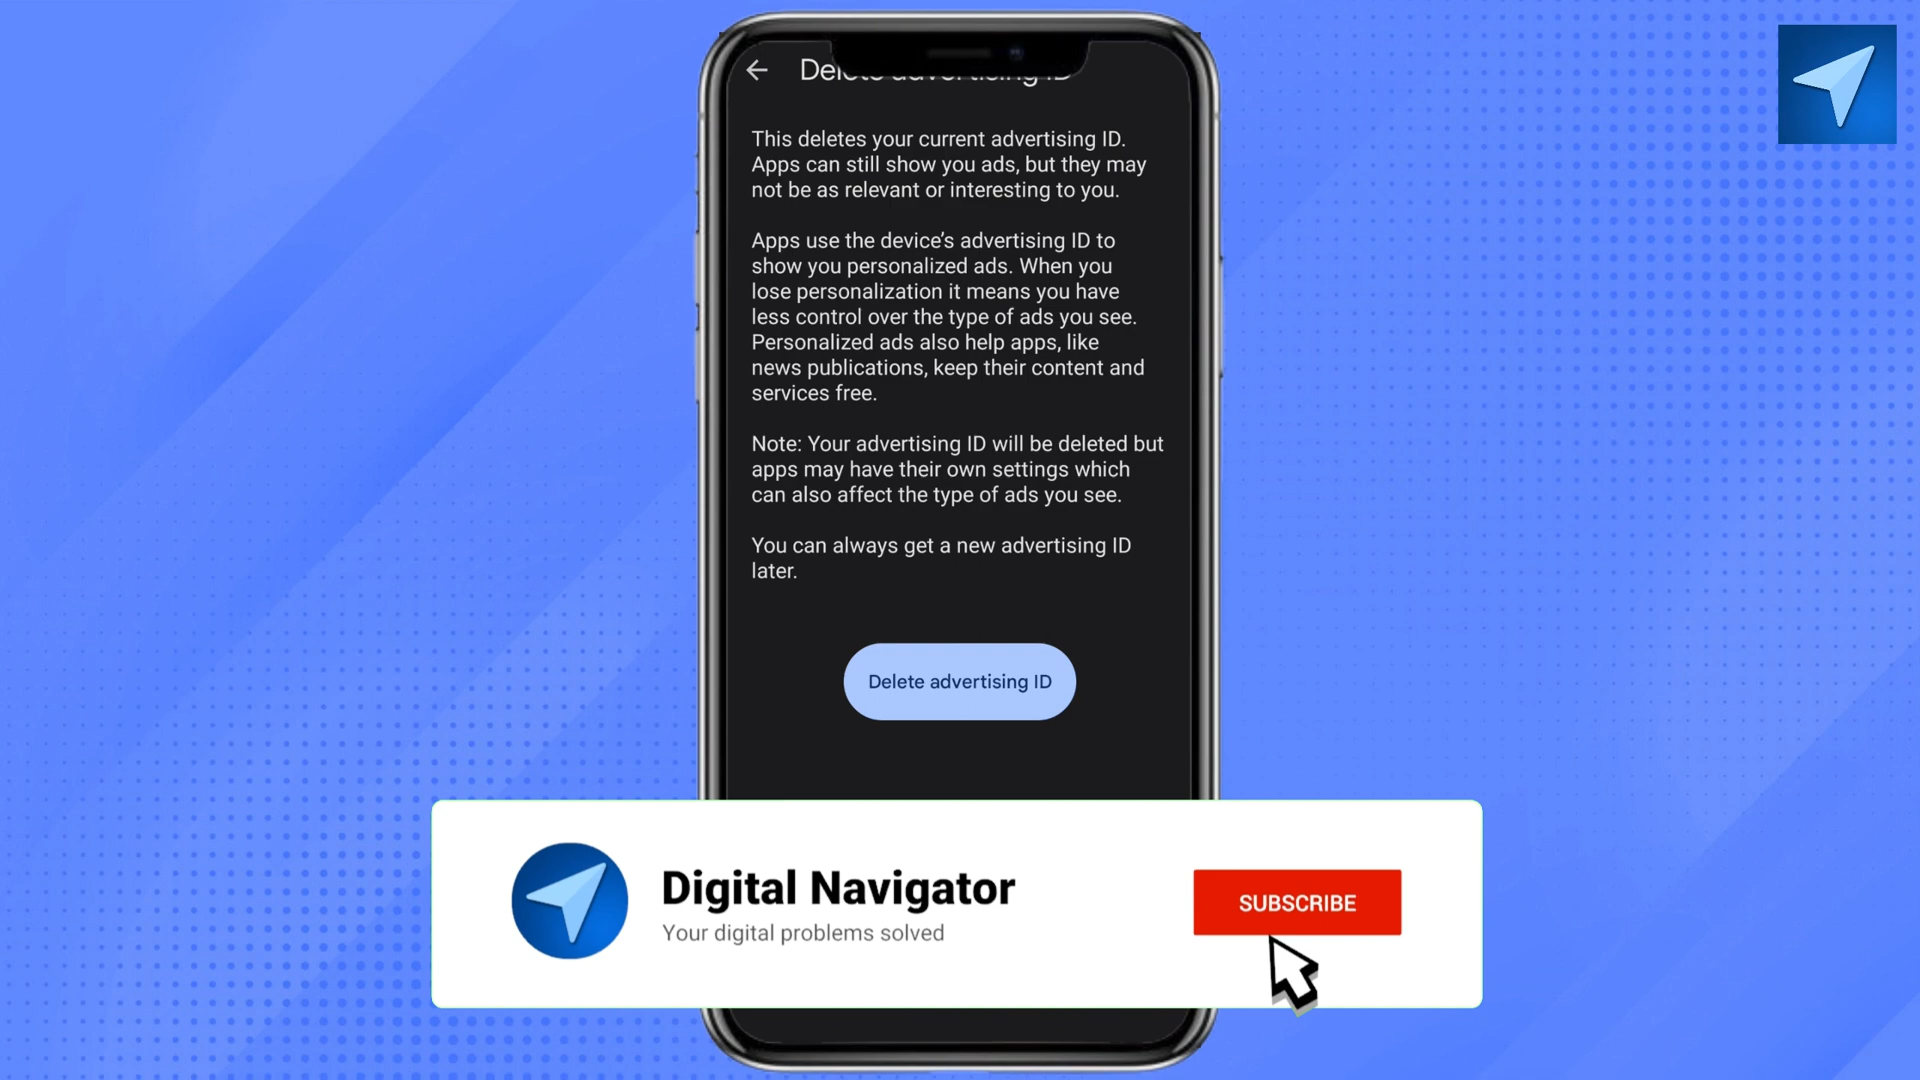 Delete advertising ID
This deletes your current advertising ID.
Apps can still show you ads, but they may
not be as relevant or interesting to you.
Apps use the device’s advertising ID to
show you personalized ads. When you
lose personalization it means you have
less control over the type of ads you see.
Personalized ads also help apps, like
news publications, keep their content and
services free.
Note: Your advertising ID will be deleted but
apps may have their own settings which
can also affect the type of ads you see.
You can always get a new advertising ID
later.
Delete advertising ID
Digital Navigator
Your digital problems solved
SUBSCRIBE